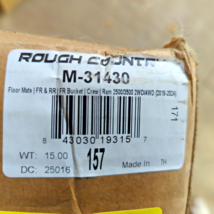 ROUGH COUNTRY
M-31430
Floor Mats | FR & RR | FR Bucket | Crew | Ram 2500/3500 2WD/4WD (2019-2024)
171
8 43030 19315 7
WT: 15.00
157
Made In: TH
DC: 25016